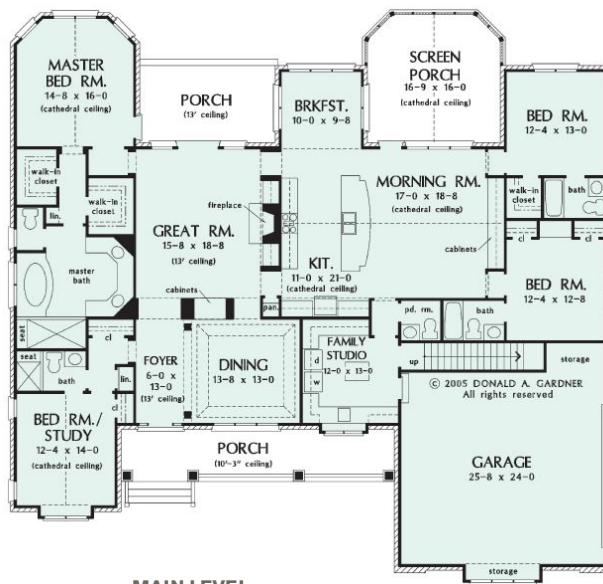 MASTER
BED RM.
14-8 x 16-0
(cathedral ceiling)
PORCH
(13' ceiling)
BRKFST.
10-0 x 9-8
SCREEN
PORCH
16-9 x 16-0
(cathedral ceiling)
BED RM.
12-4 x 13-0
walk-in
closet
lin.
walk-in
closet
fireplace
GREAT RM.
15-8 x 18-8
(13' ceiling)
MORNING RM.
17-0 x 18-8
(cathedral ceiling)
cabinets
walk-in
closet
bath
cl
cl
master
bath
KIT.
11-0 x 21-0
(cathedral ceiling)
BED RM.
12-4 x 12-8
cabinets
pan.
pd. rm.
bath
seat
seat
cl
bath
lin.
cl
FOYER
6-0 x
13-0
(13' ceiling)
DINING
13-8 x 13-0
FAMILY
STUDIO
12-0 x 13-0
d
w
up
storage
© 2005 DONALD A. GARDNER
All rights reserved
BED RM./
STUDY
12-4 x 14-0
(cathedral ceiling)
PORCH
(10'-3" ceiling)
GARAGE
25-8 x 24-0
storage
MAIN LEVEL